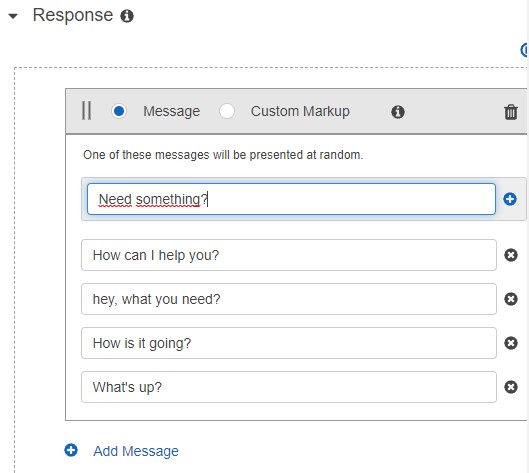 Response
Message Custom Markup
One of these messages will be presented at random.
Need something?
How can I help you?
hey, what you need?
How is it going?
What's up?
Add Message